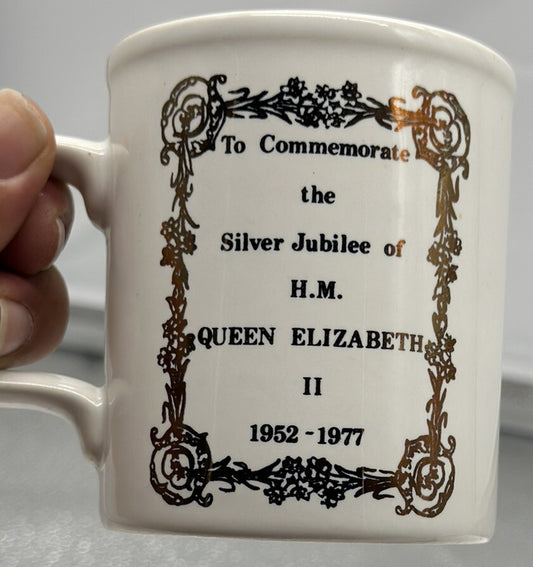 To Commemorate
the
Silver Jubilee of
H.M.
QUEEN ELIZABETH
II
1952 - 1977